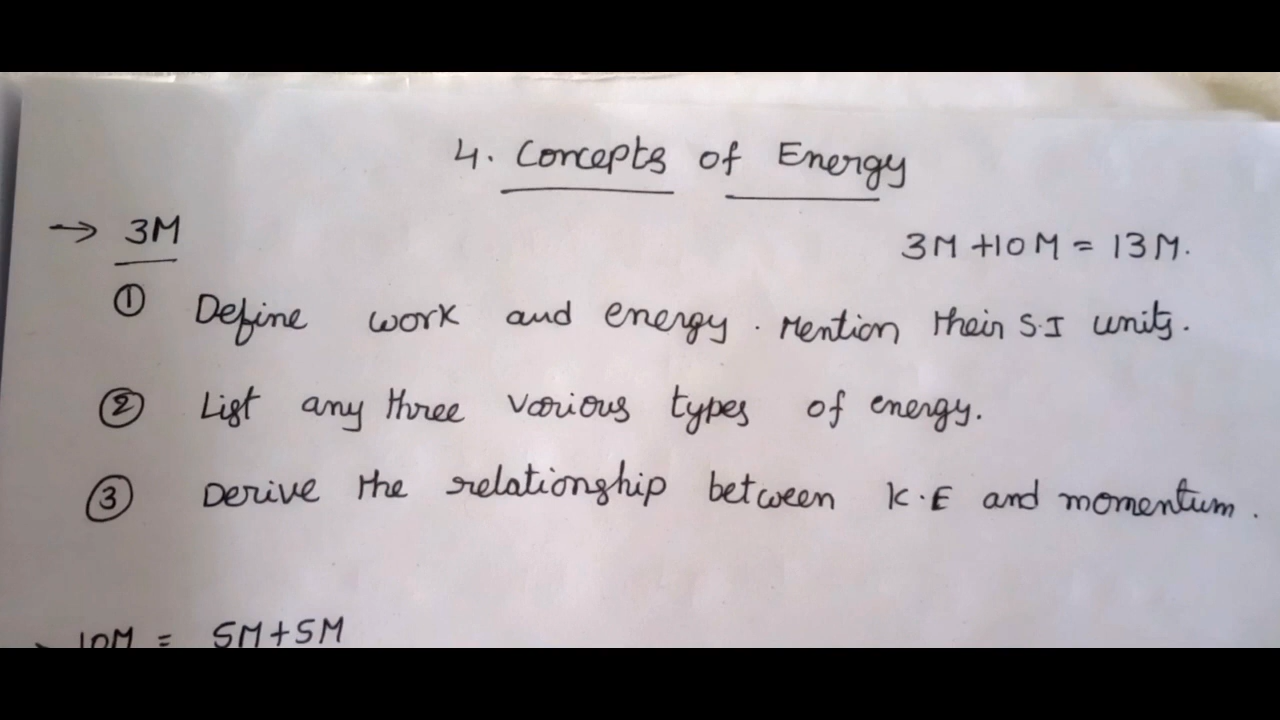 4. Concepts of Energy
→ 3M
3M + 10M = 13M.
① Define work and energy. Mention their S.I units.
② List any three various types of energy.
③ Derive the relationship between K.E and momentum.
10M = 5M+5M